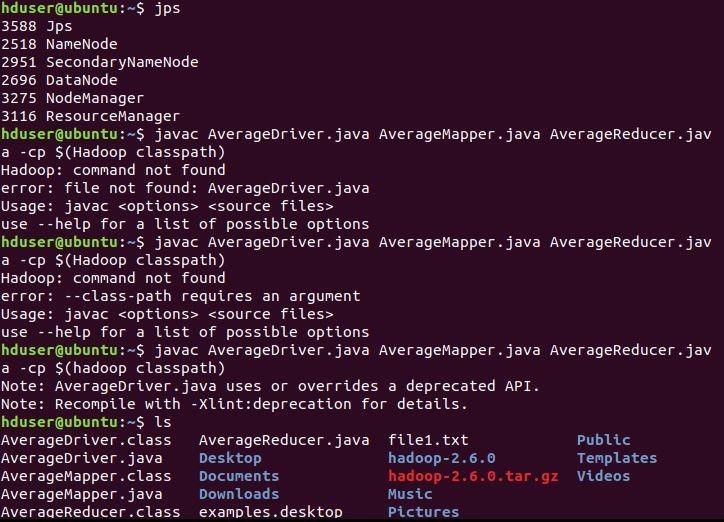 hduser@ubuntu:~$ jps
3588 Jps
2518 NameNode
2951 SecondaryNameNode
2696 DataNode
3275 NodeManager
3116 ResourceManager
hduser@ubuntu:~$ javac AverageDriver.java AverageMapper.java AverageReducer.jav
a -cp $(Hadoop classpath)
Hadoop: command not found
error: file not found: AverageDriver.java
Usage: javac <options> <source files>
use --help for a list of possible options
hduser@ubuntu:~$ javac AverageDriver.java AverageMapper.java AverageReducer.jav
a -cp $(Hadoop classpath)
Hadoop: command not found
error: --class-path requires an argument
Usage: javac <options> <source files>
use --help for a list of possible options
hduser@ubuntu:~$ javac AverageDriver.java AverageMapper.java AverageReducer.jav
a -cp $(hadoop classpath)
Note: AverageDriver.java uses or overrides a deprecated API.
Note: Recompile with -Xlint:deprecation for details.
hduser@ubuntu:~$ ls
AverageDriver.class AverageReducer.java file1.txt Public
AverageDriver.java Desktop hadoop-2.6.0 Templates
AverageMapper.class Documents hadoop-2.6.0.tar.gz Videos
AverageMapper.java Downloads Music
AverageReducer.class examples.desktop Pictures